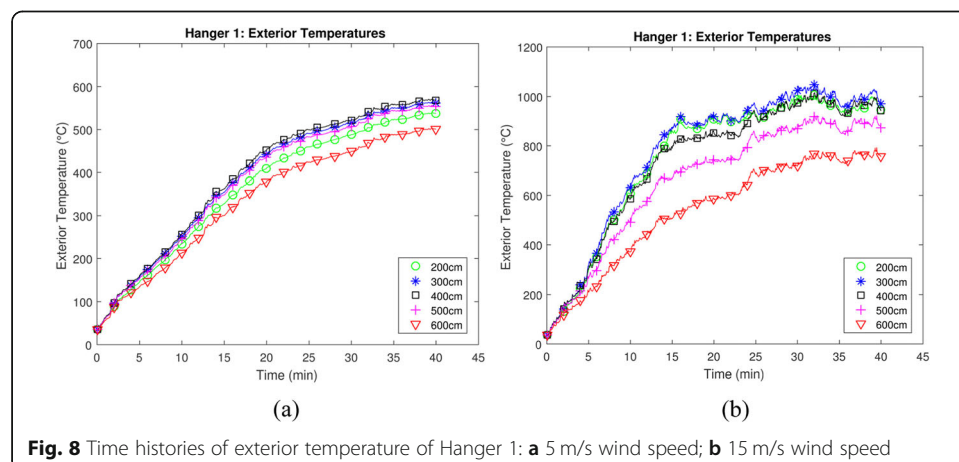 Hanger 1: Exterior Temperatures
700
600
500
400
300
200
100
0
Exterior Temperature (°C)
0 5 10 15 20 25 30 35 40 45
Time (min)
200cm
300cm
400cm
500cm
600cm
(a)
Hanger 1: Exterior Temperatures
1200
1000
800
600
400
200
0
Exterior Temperature (°C)
0 5 10 15 20 25 30 35 40 45
Time (min)
200cm
300cm
400cm
500cm
600cm
(b)
Fig. 8 Time histories of exterior temperature of Hanger 1: a 5 m/s wind speed; b 15 m/s wind speed